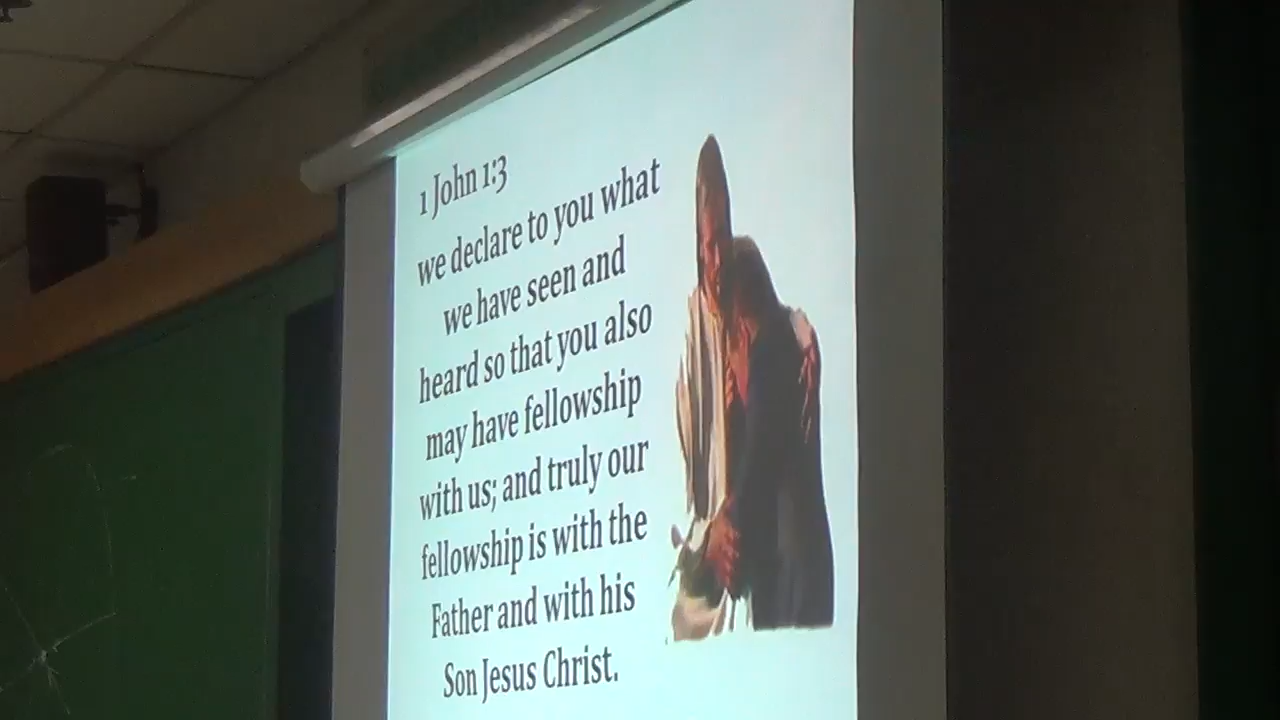 1 John 1:3
we declare to you what
we have seen and
heard so that you also
may have fellowship
with us; and truly our
fellowship is with the
Father and with his
Son Jesus Christ.